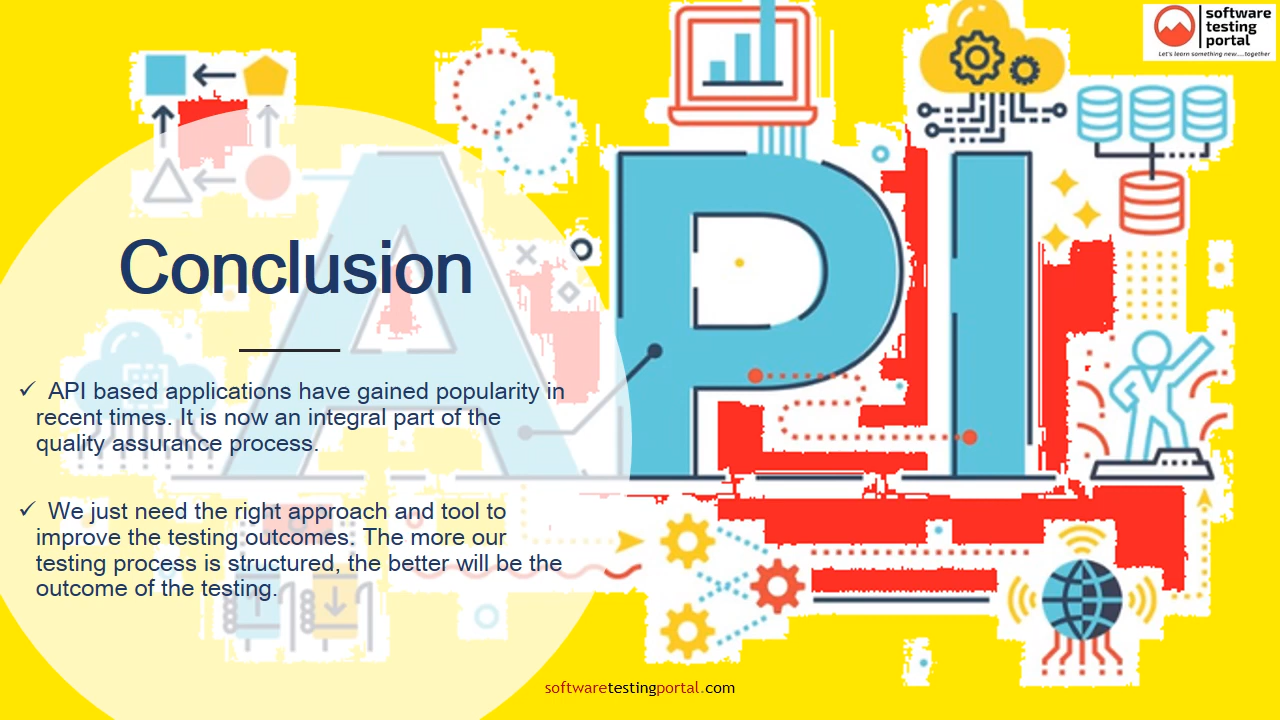 software
testing
portal
Let's learn something new....together
API
Conclusion
✓ API based applications have gained popularity in
recent times. It is now an integral part of the
quality assurance process.
✓ We just need the right approach and tool to
improve the testing outcomes. The more our
testing process is structured, the better will be the
outcome of the testing.
softwaretestingportal.com